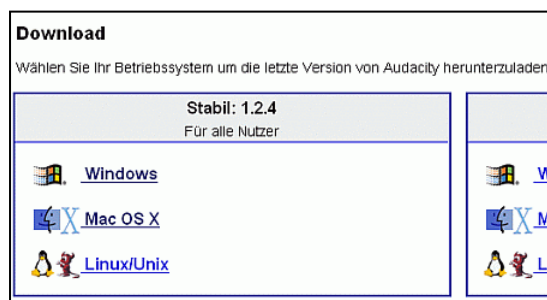 Download
Wählen Sie Ihr Betriebssystem um die letzte Version von Audacity herunterzuladen
Stabil: 1.2.4
Für alle Nutzer
Windows
Mac OS X
Linux/Unix